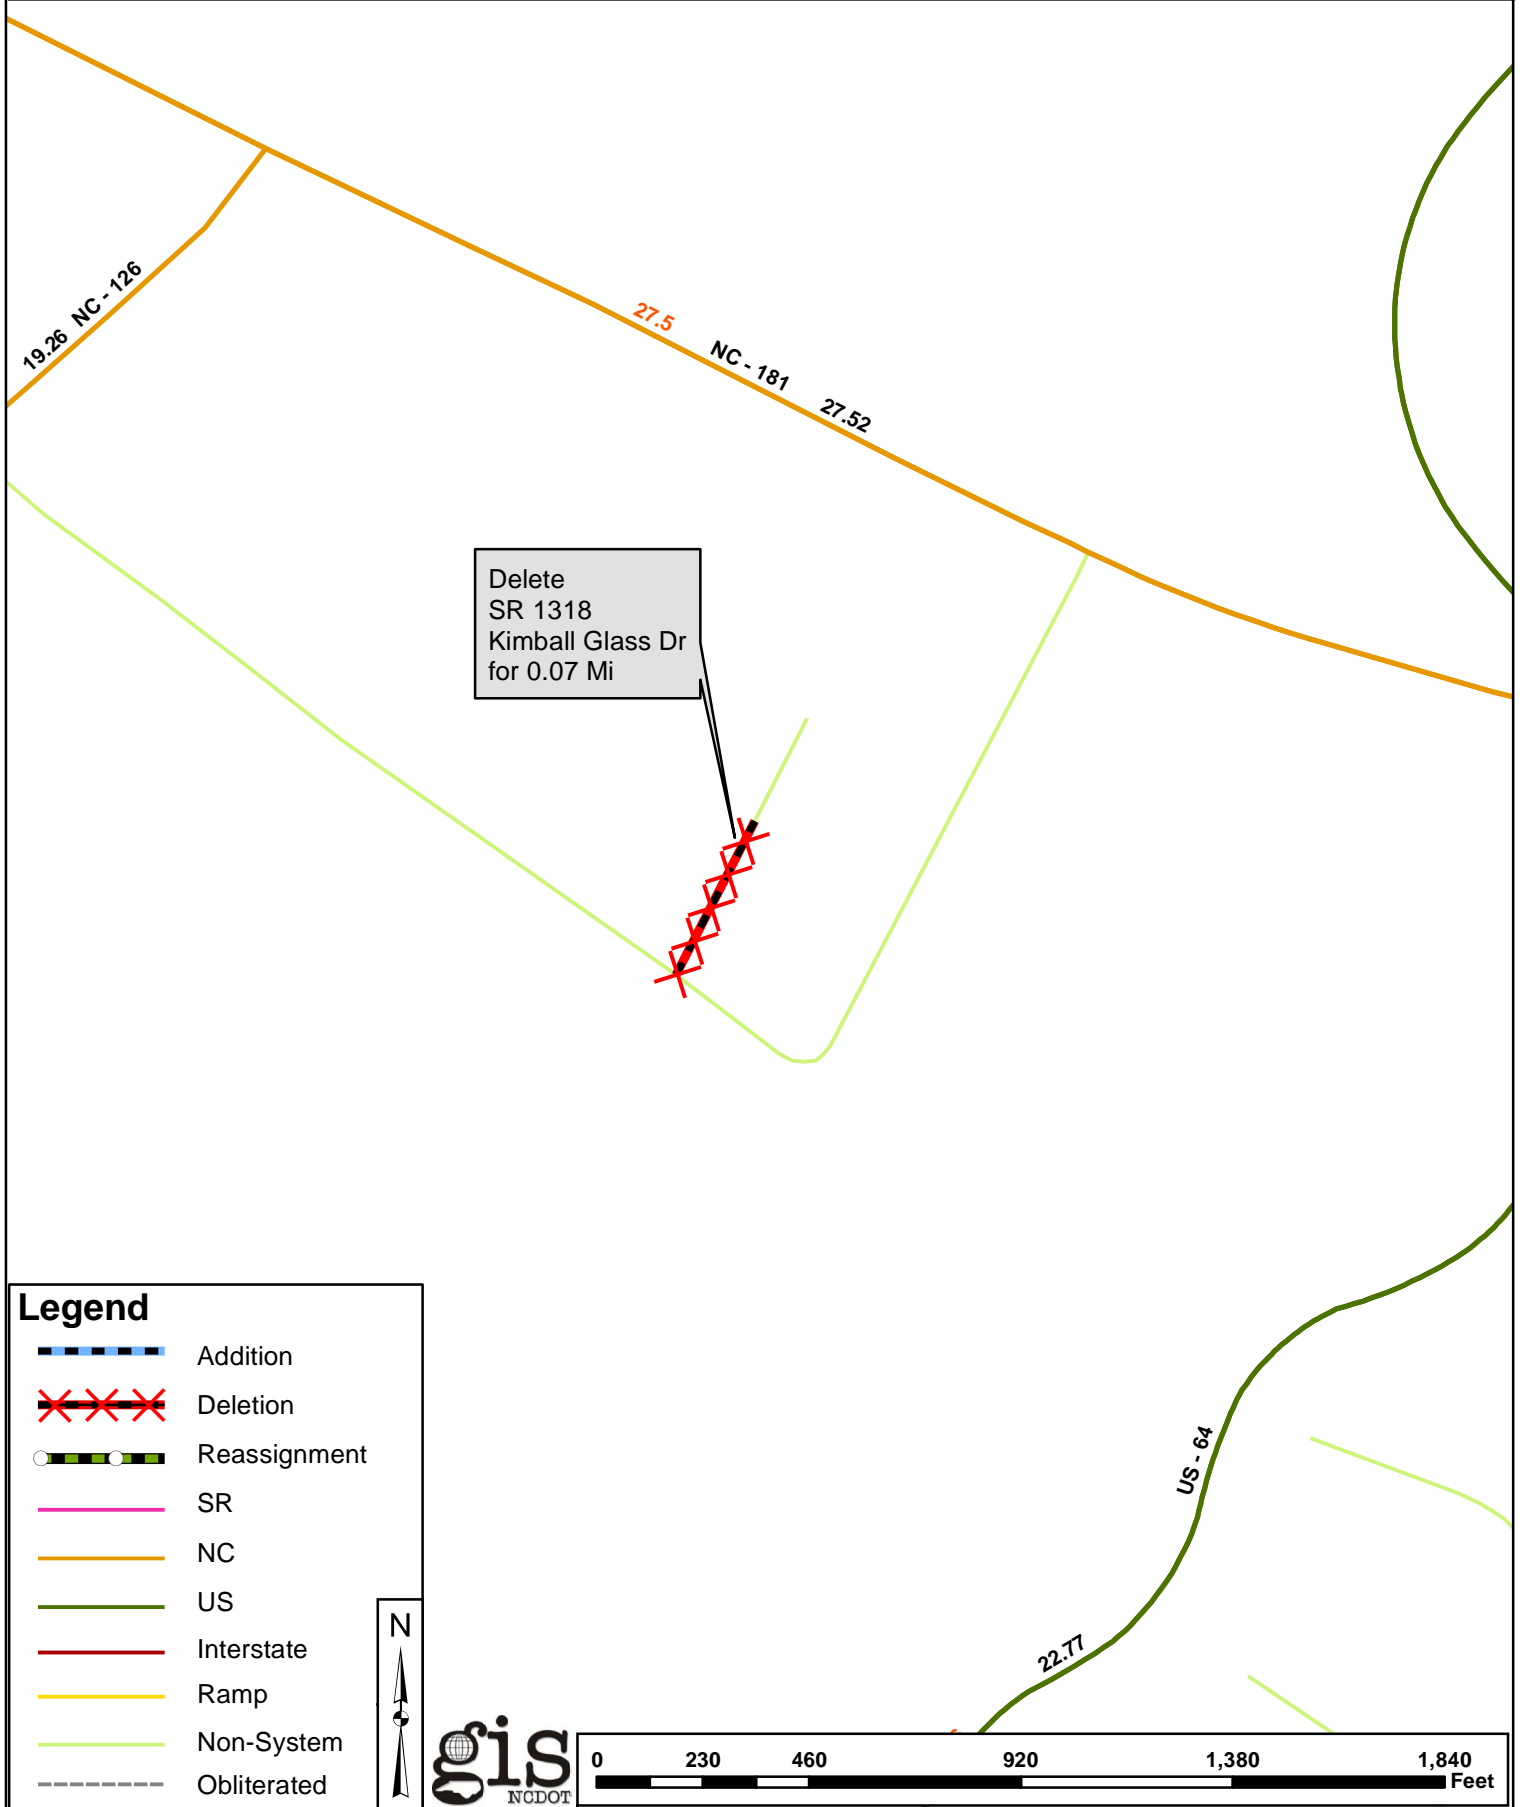 19.26 NC - 126
27.5
NC - 181
27.52
Delete
SR 1318
Kimball Glass Dr
for 0.07 Mi
US - 64
22.77
Legend
Addition
Deletion
Reassignment
SR
NC
US
Interstate
Ramp
Non-System
Obliterated
N
gis
NCDOT
0 230 460 920 1,380 1,840
Feet